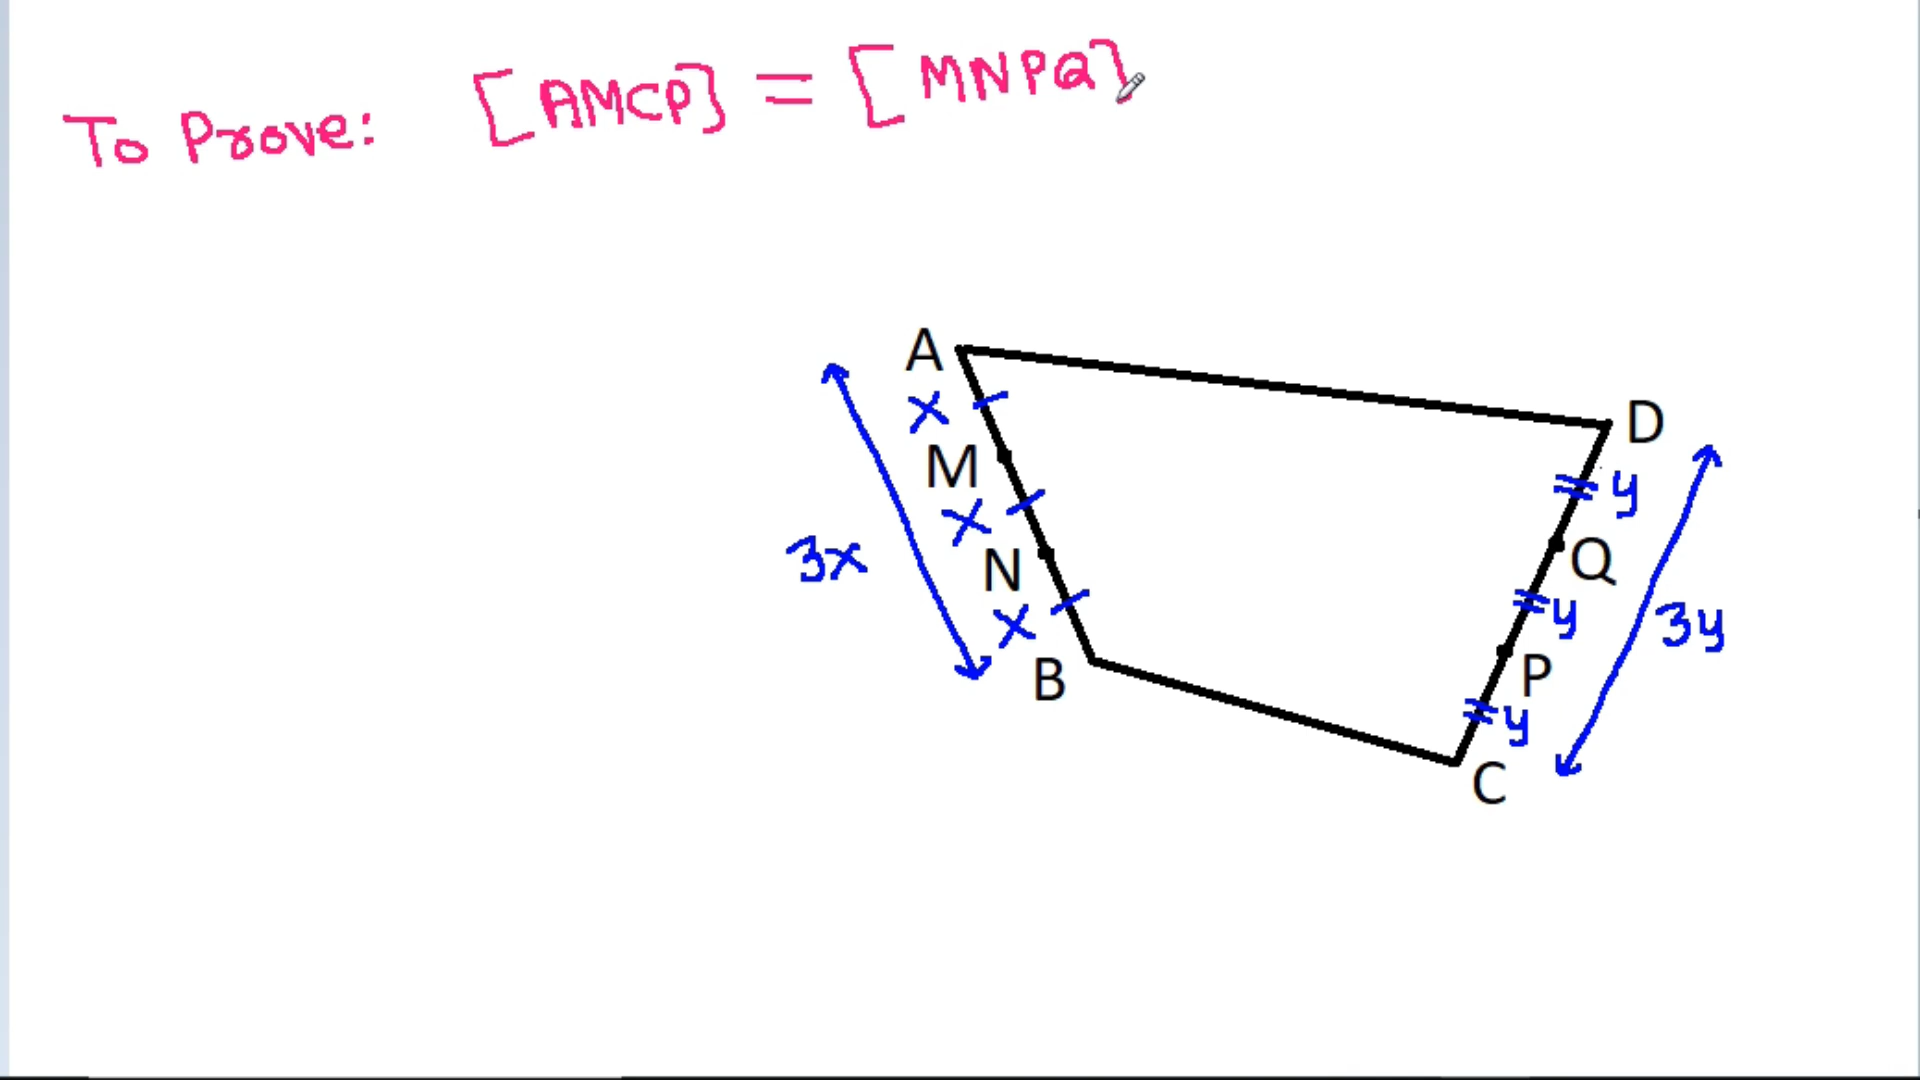 To Prove: [AMCP] = [MNPQ]
A
D
x
y
M
x
Q
3x
N
y
3y
x
P
B
y
C